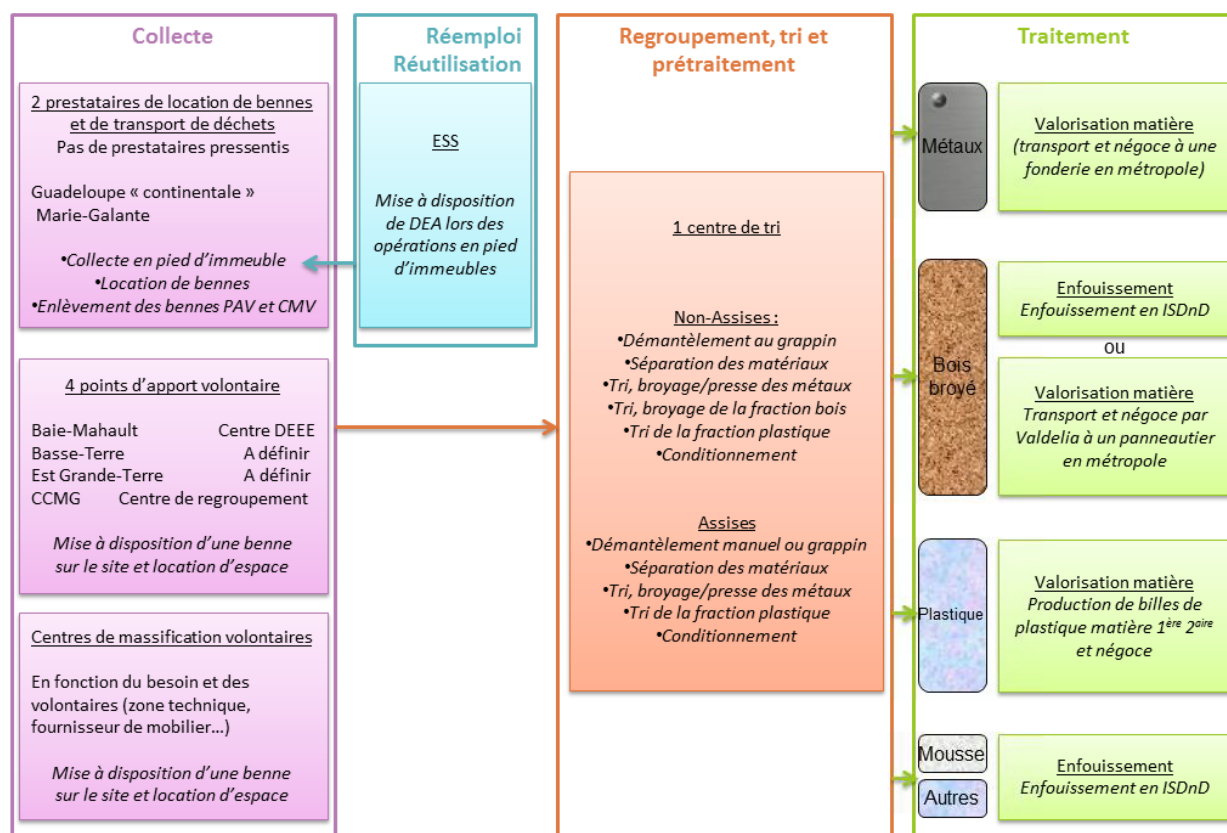 Collecte
2 prestataires de location de bennes
et de transport de déchets
Pas de prestataires pressentis
Guadeloupe « continentale »
Marie-Galante
•Collecte en pied d'immeuble
•Location de bennes
•Enlèvement des bennes PAV et CMV
4 points d'apport volontaire
Baie-Mahault Centre DEEE
Basse-Terre A définir
Est Grande-Terre A définir
CCMG Centre de regroupement
Mise à disposition d'une benne
sur le site et location d'espace
Centres de massification volontaires
En fonction du besoin et des
volontaires (zone technique,
fournisseur de mobilier…)
Mise à disposition d'une benne
sur le site et location d'espace
Réemploi
Réutilisation
ESS
Mise à disposition
de DEA lors des
opérations en pied
d'immeubles
Regroupement, tri et
prétraitement
1 centre de tri
Non-Assises :
•Démantèlement au grappin
•Séparation des matériaux
•Tri, broyage/presse des métaux
•Tri, broyage de la fraction bois
•Tri de la fraction plastique
•Conditionnement
Assises
•Démantèlement manuel ou grappin
•Séparation des matériaux
•Tri, broyage/presse des métaux
•Tri de la fraction plastique
•Conditionnement
Traitement
Métaux
Valorisation matière
(transport et négoce à une
fonderie en métropole)
Bois
broyé
Enfouissement
Enfouissement en ISDnD
ou
Valorisation matière
Transport et négoce par
Valdelia à un panneautier
en métropole
Plastique
Valorisation matière
Production de billes de
plastique matière 1ère 2aire
et négoce
Mousse
Autres
Enfouissement
Enfouissement en ISDnD